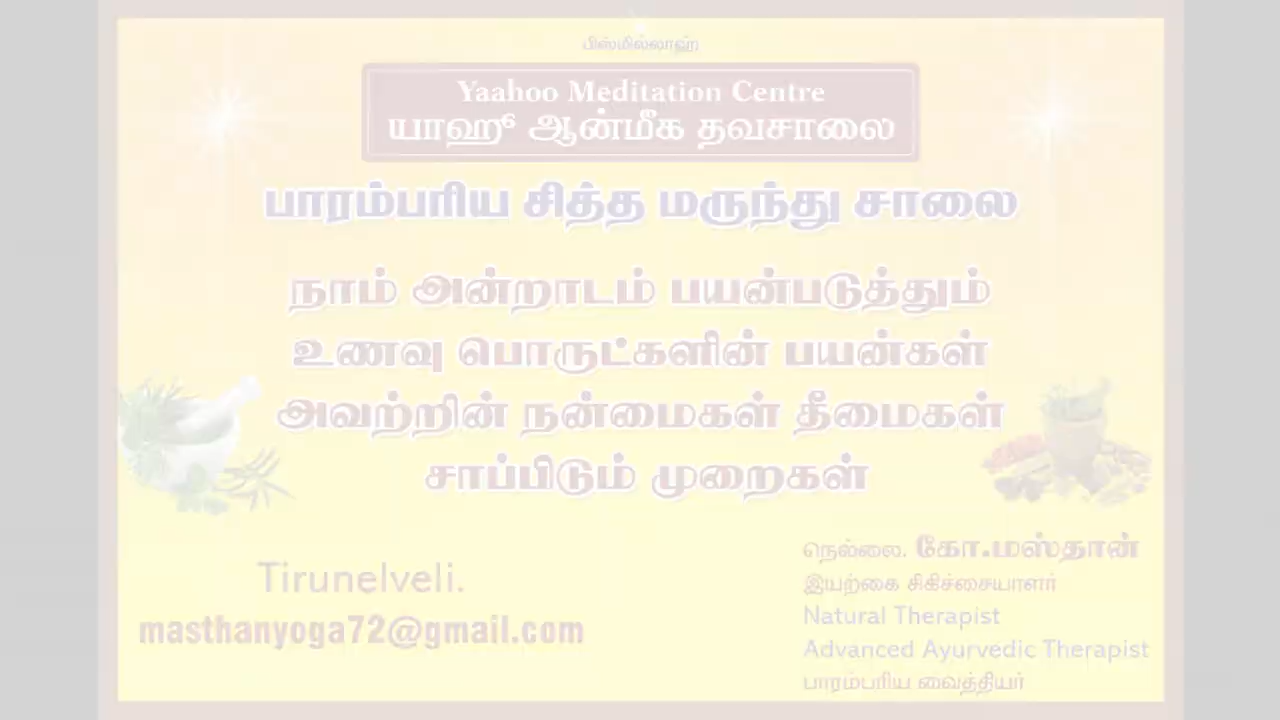 பிஸ்மில்லாஹ்
Yaahoo Meditation Centre
யாஹூ ஆன்மீக தவசாலை
பாரம்பரிய சித்த மருந்து சாலை
நாம் அன்றாடம் பயன்படுத்தும்
உணவு பொருட்களின் பயன்கள்
அவற்றின் நன்மைகள் தீமைகள்
சாப்பிடும் முறைகள்
Tirunelveli.
masthanyoga72@gmail.com
நெல்லை. கோ.மஸ்தான்
இயற்கை சிகிச்சையாளர்
Natural Therapist
Advanced Ayurvedic Therapist
பாரம்பரிய வைத்தியர்